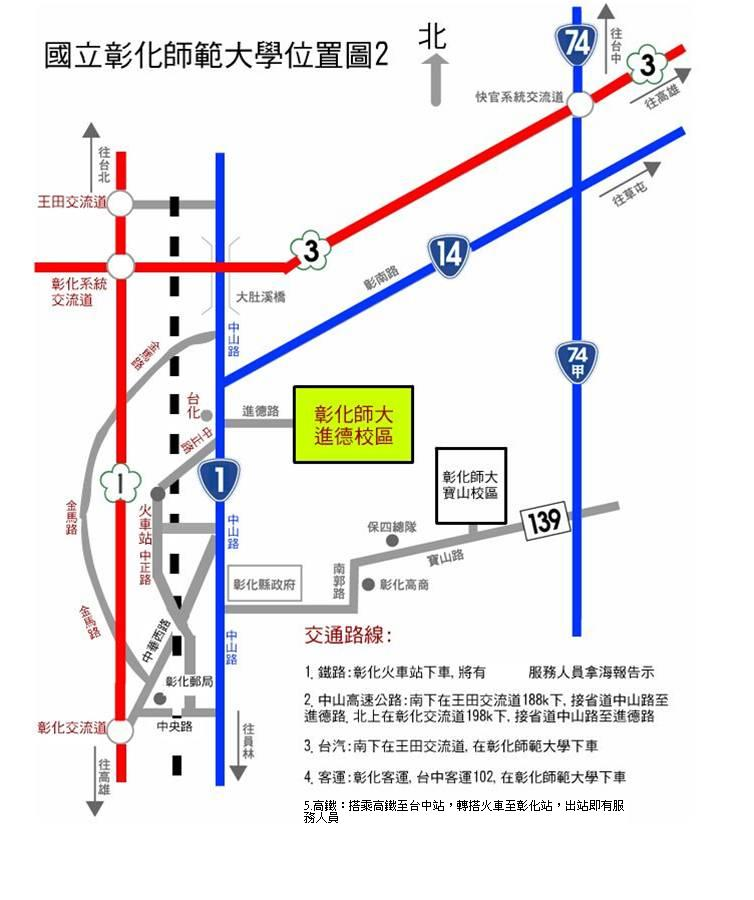 國立彰化師範大學位置圖2
北
74
往台中
3
往高雄
快官系統交流道
往台北
王田交流道
往草屯
3
14
彰南路
彰化系統
交流道
大肚溪橋
中山路
金馬路
74
甲
台化
進德路
彰化師大
進德校區
中正路
彰化師大
寶山校區
1
1
火車站
金馬路
中山路
139
保四總隊
寶山路
中正路
南郭路
彰化縣政府
彰化高商
金馬路
中華西路
中山路
交通路線:
1. 鐵路:彰化火車站下車, 將有 服務人員拿海報告示
彰化郵局
2. 中山高速公路: 南下在王田交流道188k下, 接省道中山路至
進德路, 北上在彰化交流道198k下, 接省道中山路至進德路
彰化交流道
中央路
往員林
3. 台汽: 南下在王田交流道, 在彰化師範大學下車
往高雄
4. 客運: 彰化客運, 台中客運102, 在彰化師範大學下車
5.高鐵：搭乘高鐵至台中站，轉搭火車至彰化站，出站即有服
務人員